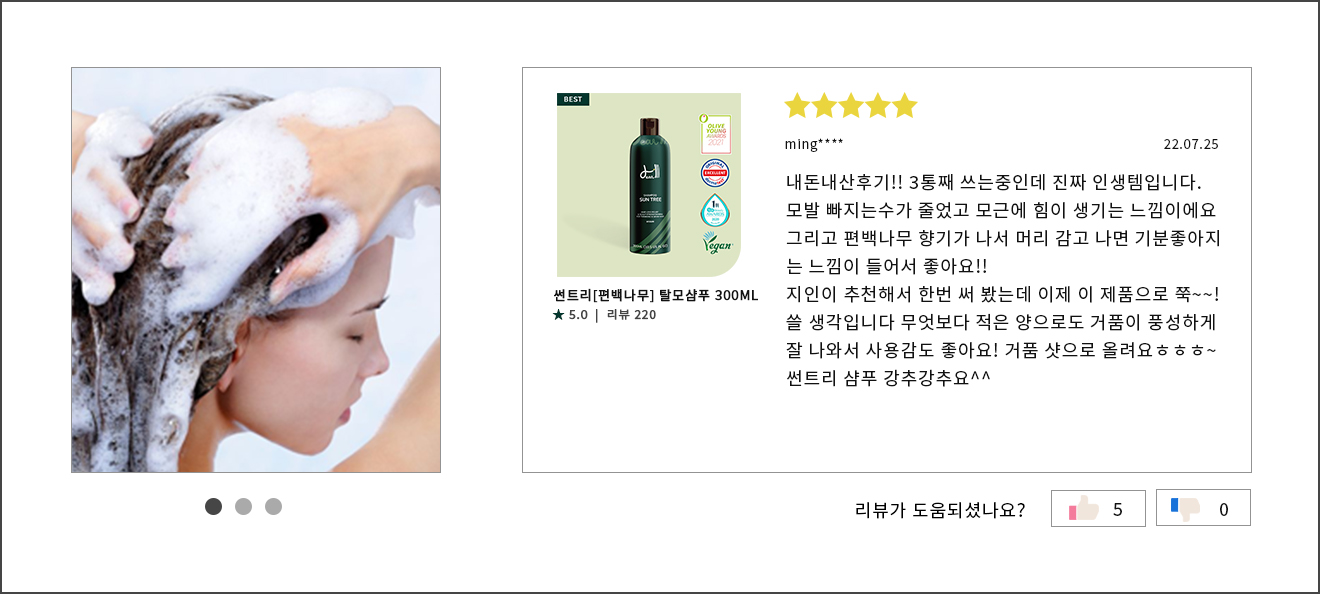 BEST
OLIVE
YOUNG
AWARDS
2021
ORIGINAL
EXCELLENT
1위
Vegan
SUN TREE
썬트리[편백나무] 탈모샴푸 300ML
★ 5.0 | 리뷰 220
ming**** 22.07.25
내돈내산후기!! 3통째 쓰는중인데 진짜 인생템입니다.
모발 빠지는수가 줄었고 모근에 힘이 생기는 느낌이에요
그리고 편백나무 향기가 나서 머리 감고 나면 기분좋아지
는 느낌이 들어서 좋아요!!
지인이 추천해서 한번 써 봤는데 이제 이 제품으로 쭉~~!
쓸 생각입니다 무엇보다 적은 양으로도 거품이 풍성하게
잘 나와서 사용감도 좋아요! 거품 샷으로 올려요ㅎㅎㅎ~
썬트리 샴푸 강추강추요^^
리뷰가 도움되셨나요? 5 0